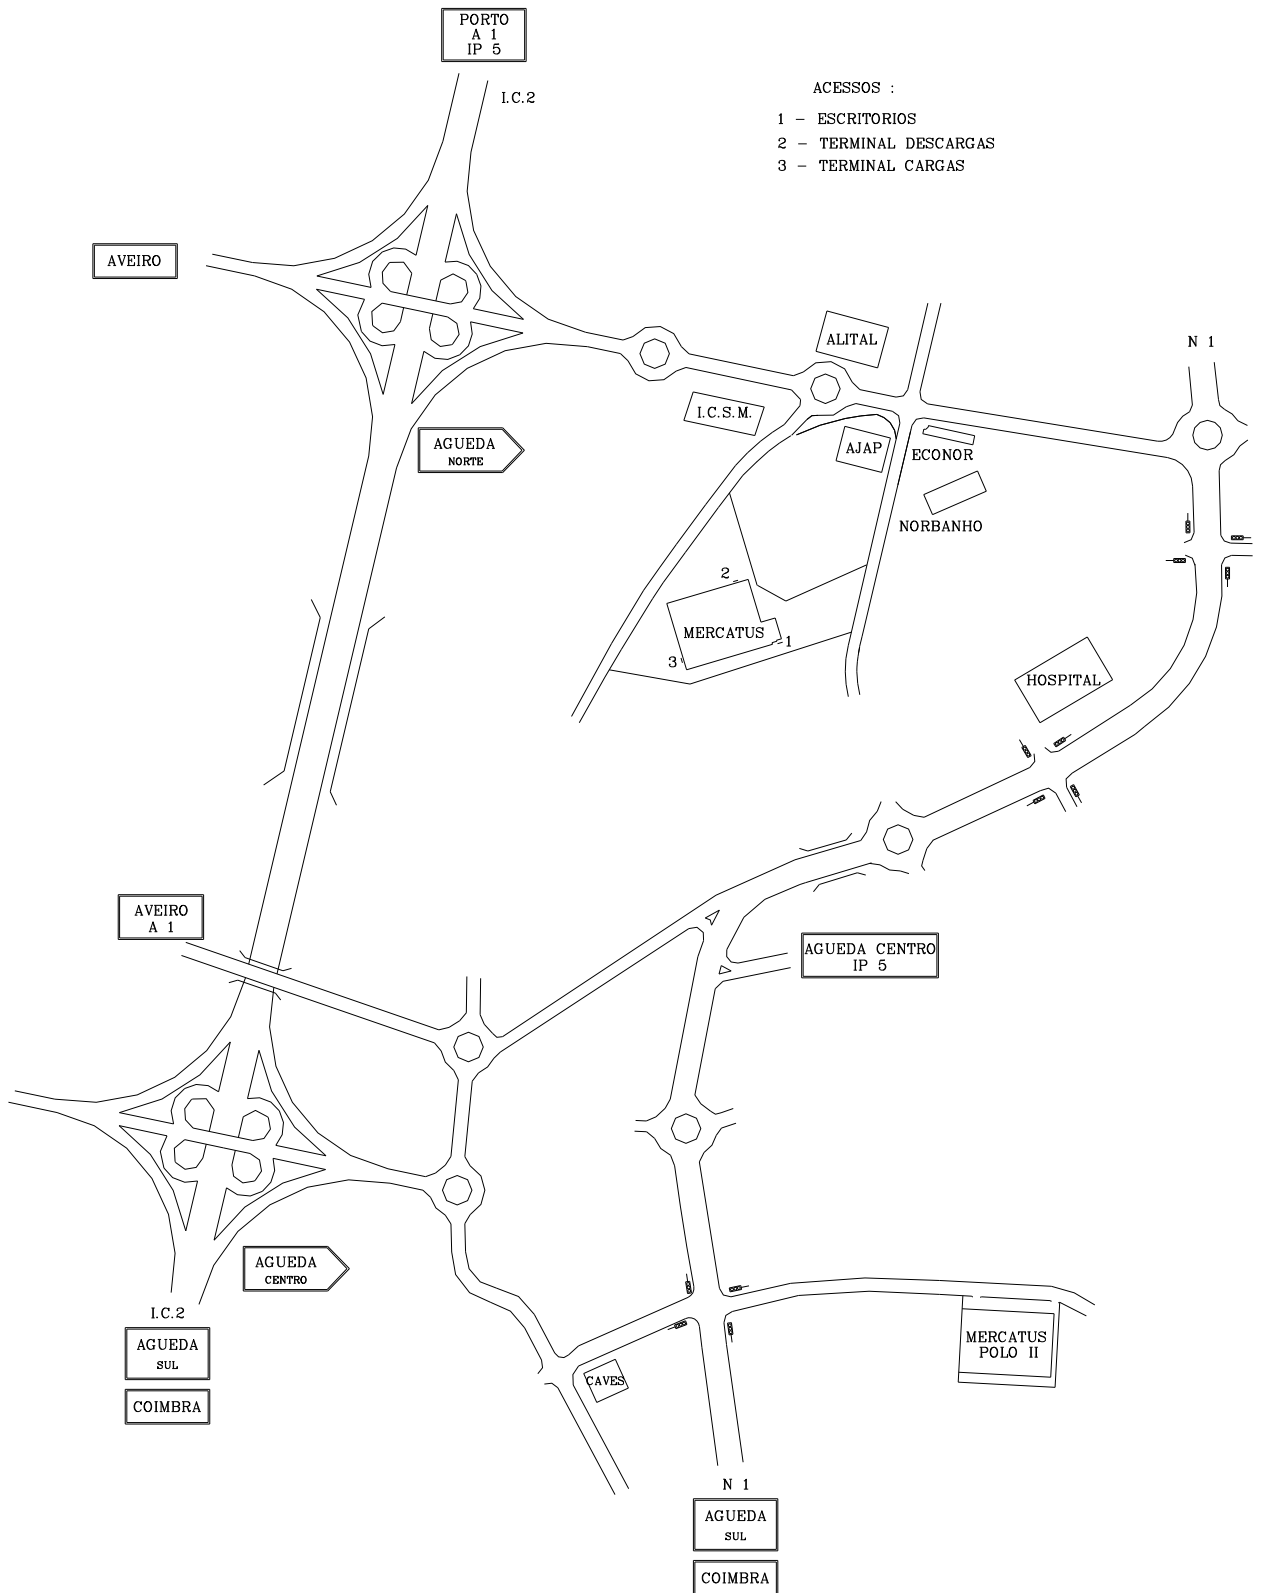 PORTO
A 1
IP 5
I.C.2
ACESSOS :
1 - ESCRITORIOS
2 - TERMINAL DESCARGAS
3 - TERMINAL CARGAS
AVEIRO
ALITAL
N 1
I.C.S.M.
AGUEDA
NORTE
AJAP
ECONOR
NORBANHO
2
MERCATUS
1
3
HOSPITAL
AVEIRO
A 1
AGUEDA CENTRO
IP 5
AGUEDA
CENTRO
I.C.2
AGUEDA
SUL
COIMBRA
MERCATUS
POLO II
CAVES
N 1
AGUEDA
SUL
COIMBRA